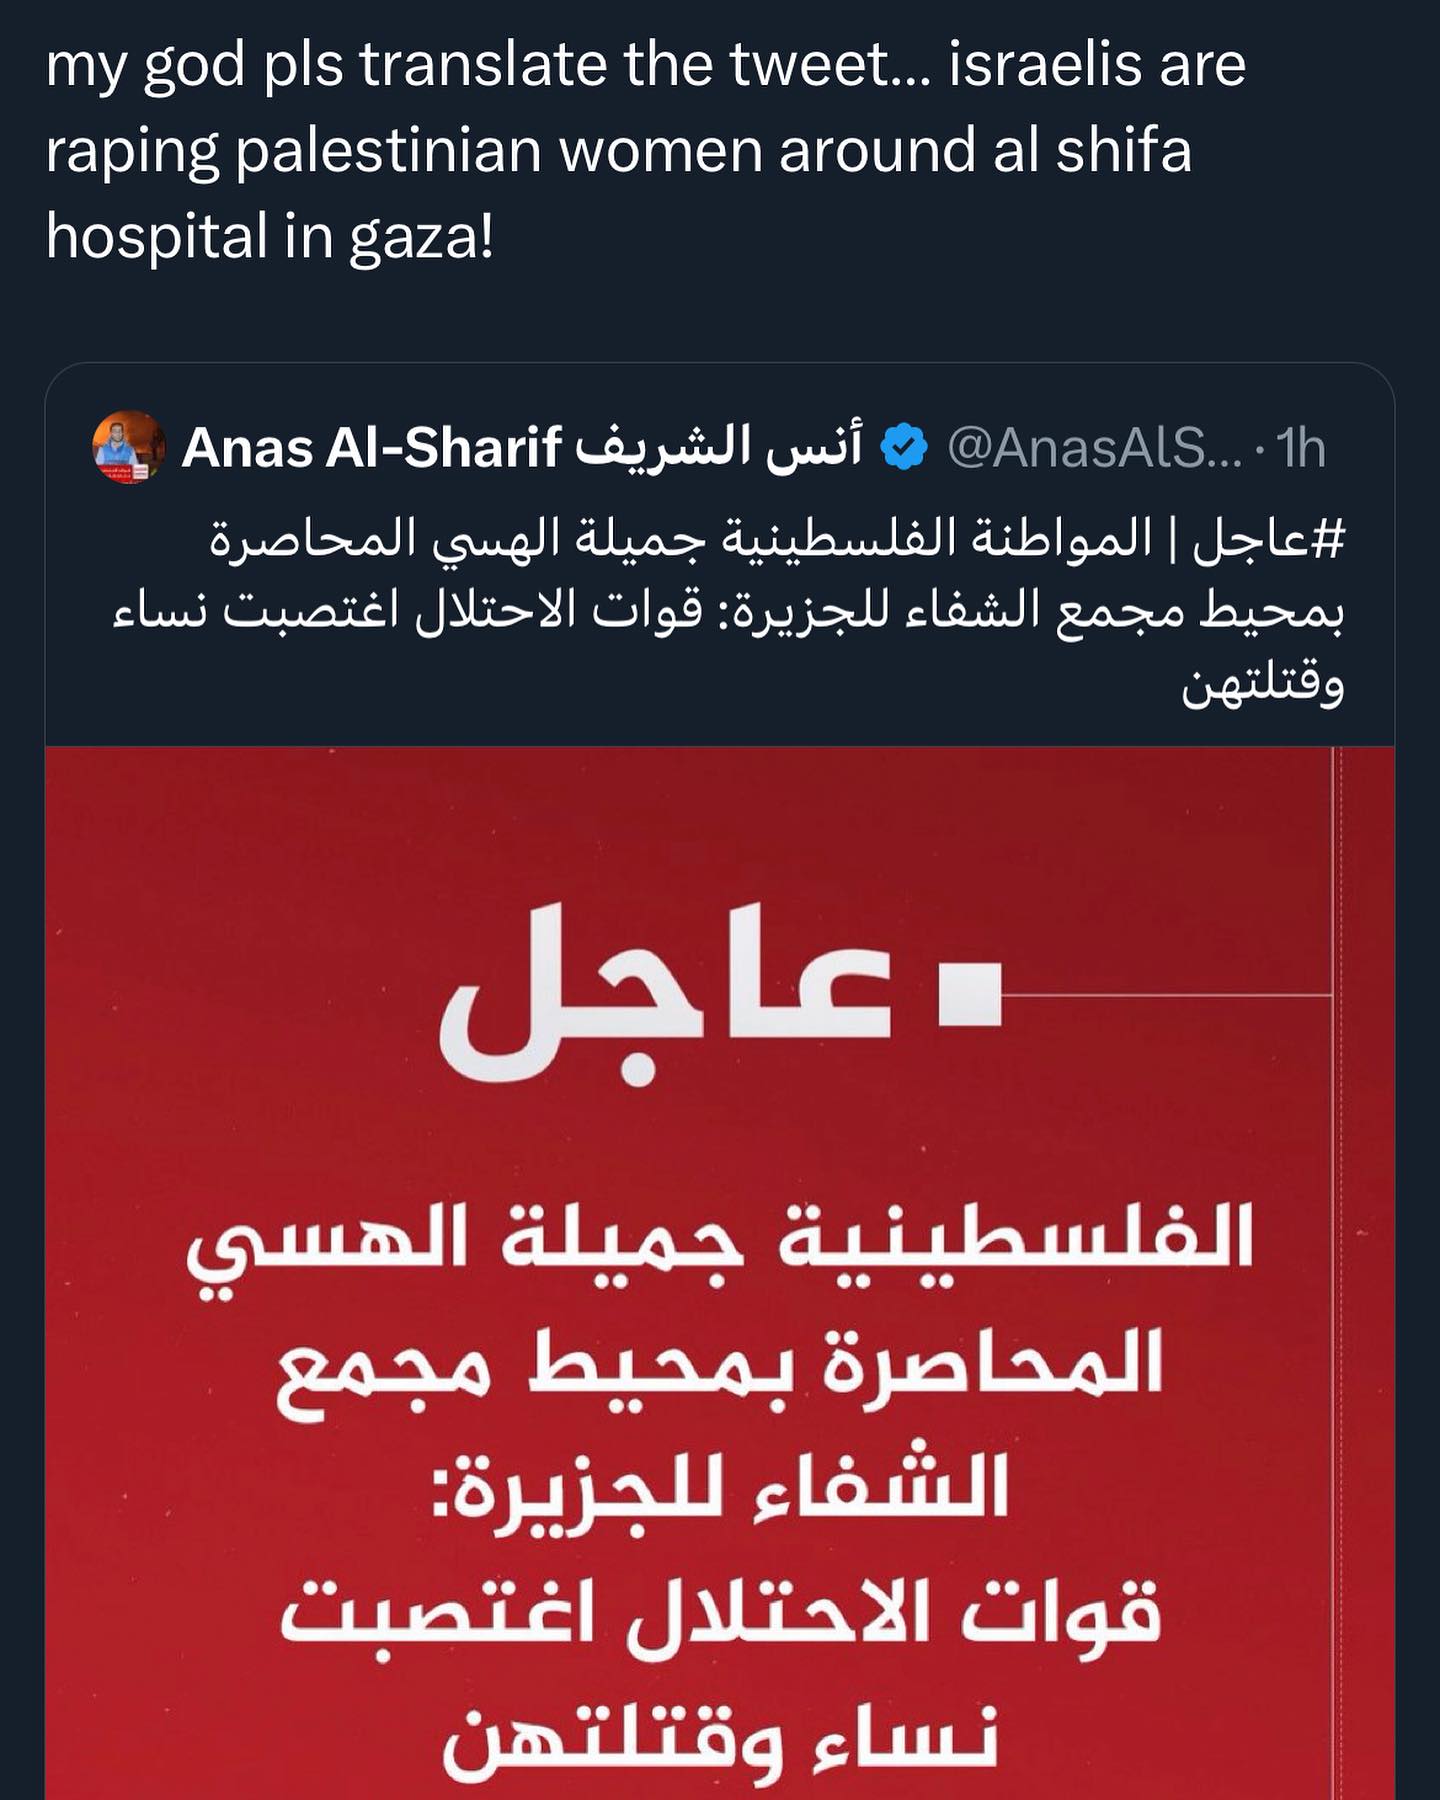 my god pls translate the tweet... israelis are
raping palestinian women around al shifa
hospital in gaza!
Anas Al-Sharif أنس الشريف @AnasAlS... · 1h
#عاجل | المواطنة الفلسطينية جميلة الهسي المحاصرة
بمحيط مجمع الشفاء للجزيرة: قوات الاحتلال اغتصبت نساء
وقتلتهن
عاجل
الفلسطينية جميلة الهسي
المحاصرة بمحيط مجمع
الشفاء للجزيرة:
قوات الاحتلال اغتصبت
نساء وقتلتهن